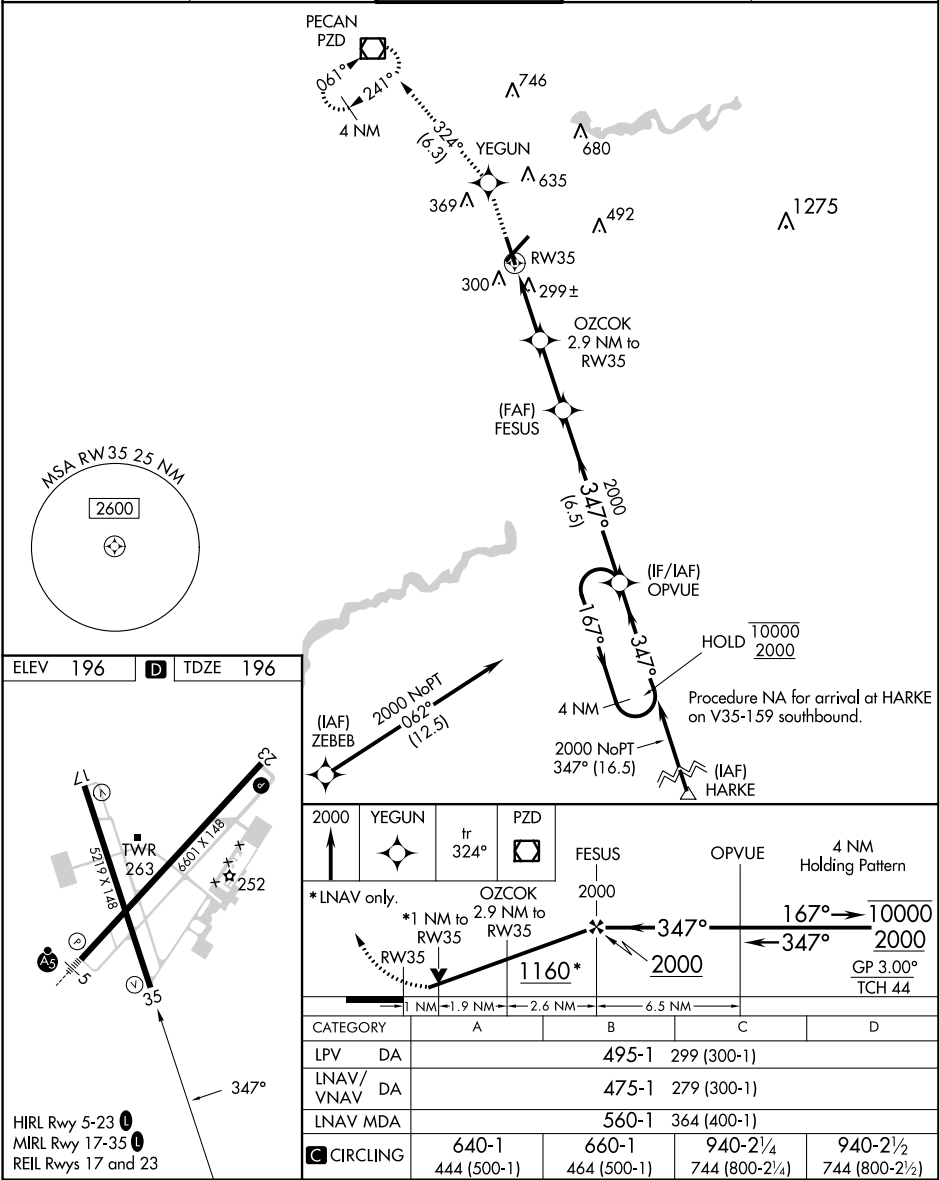 PECAN
PZD
061°
241°
4 NM
324°
(6.3)
746
680
YEGUN
635
369
492
1275
RW35
300
299±
OZCOK
2.9 NM to
RW35
(FAF)
FESUS
MSA RW35 25 NM
2600
2000
347°
(6.5)
(IF/IAF)
OPVUE
167°
347°
HOLD
10000
2000
4 NM
Procedure NA for arrival at HARKE
on V35-159 southbound.
2000 NoPT
347° (16.5)
(IAF)
HARKE
2000 NoPT
062°
(12.5)
(IAF)
ZEBEB
ELEV 196 D TDZE 196
17
V
23
P
TWR
263
5219 X 148
6601 X 148
252
P
A5
5
V
35
347°
HIRL Rwy 5-23 L
MIRL Rwy 17-35 L
REIL Rwys 17 and 23
2000
YEGUN
tr
324°
PZD
*LNAV only.
RW35
*1 NM to
RW35
OZCOK
2.9 NM to
RW35
FESUS
2000
OPVUE
4 NM
Holding Pattern
1160*
2000
347°
167°
347°
10000
2000
GP 3.00°
TCH 44
1 NM 1.9 NM 2.6 NM 6.5 NM
CATEGORY A B C D
LPV DA 495-1 299 (300-1)
LNAV/
VNAV DA 475-1 279 (300-1)
LNAV MDA 560-1 364 (400-1)
C CIRCLING 640-1 660-1 940-2¼ 940-2½
444 (500-1) 464 (500-1) 744 (800-2¼) 744 (800-2½)